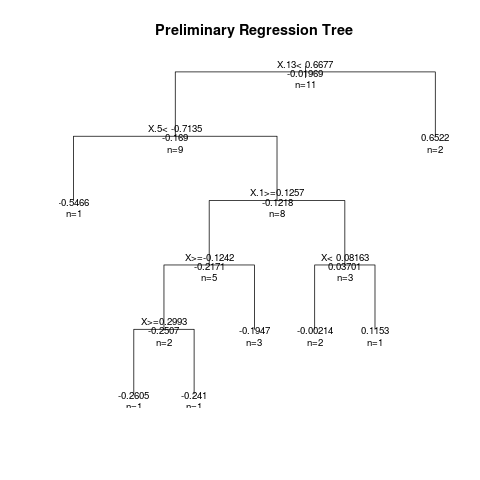 Preliminary Regression Tree
X.13< 0.6677
-0.01969
n=11
X.5< -0.7135
-0.169
n=9
0.6522
n=2
-0.5466
n=1
X.1>=0.1257
-0.1218
n=8
X>=-0.1242
-0.2171
n=5
X< 0.08163
0.03701
n=3
X>=0.2993
-0.2507
n=2
-0.1947
n=3
-0.00214
n=2
0.1153
n=1
-0.2605
n=1
-0.241
n=1